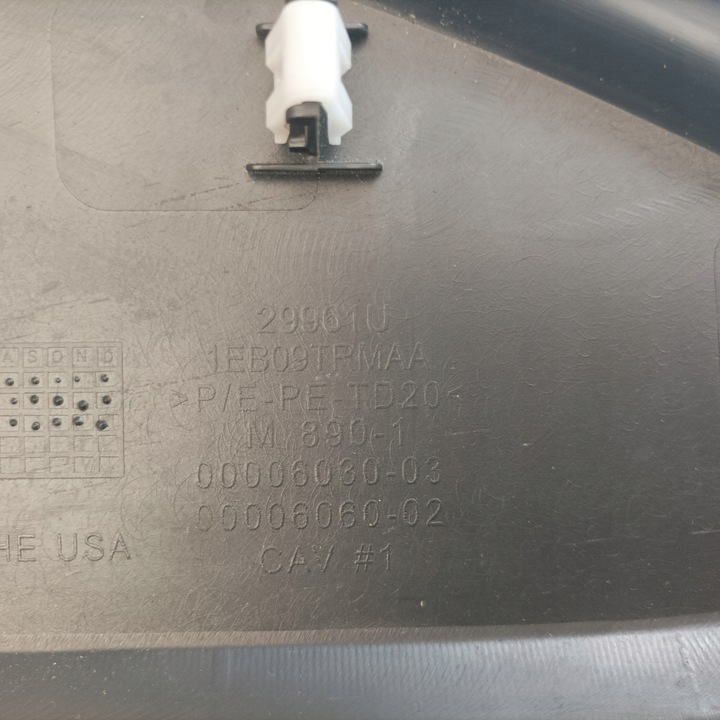 29961U
1EB09TRMAA
>P/E-PE-TD20<
M 890-1
00006030-03
00006060-02
CAV #1
A S O N D
HE USA